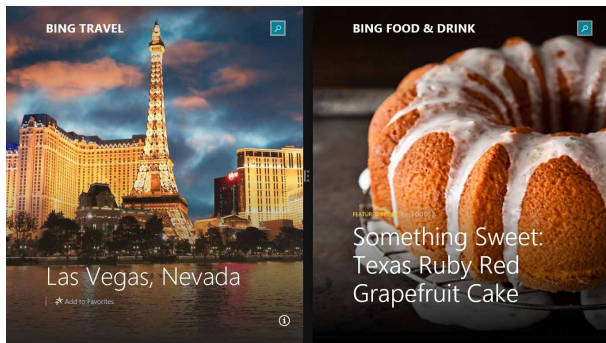 BING TRAVEL
Las Vegas, Nevada
Add to Favorites
BING FOOD & DRINK
Something Sweet:
Texas Ruby Red
Grapefruit Cake